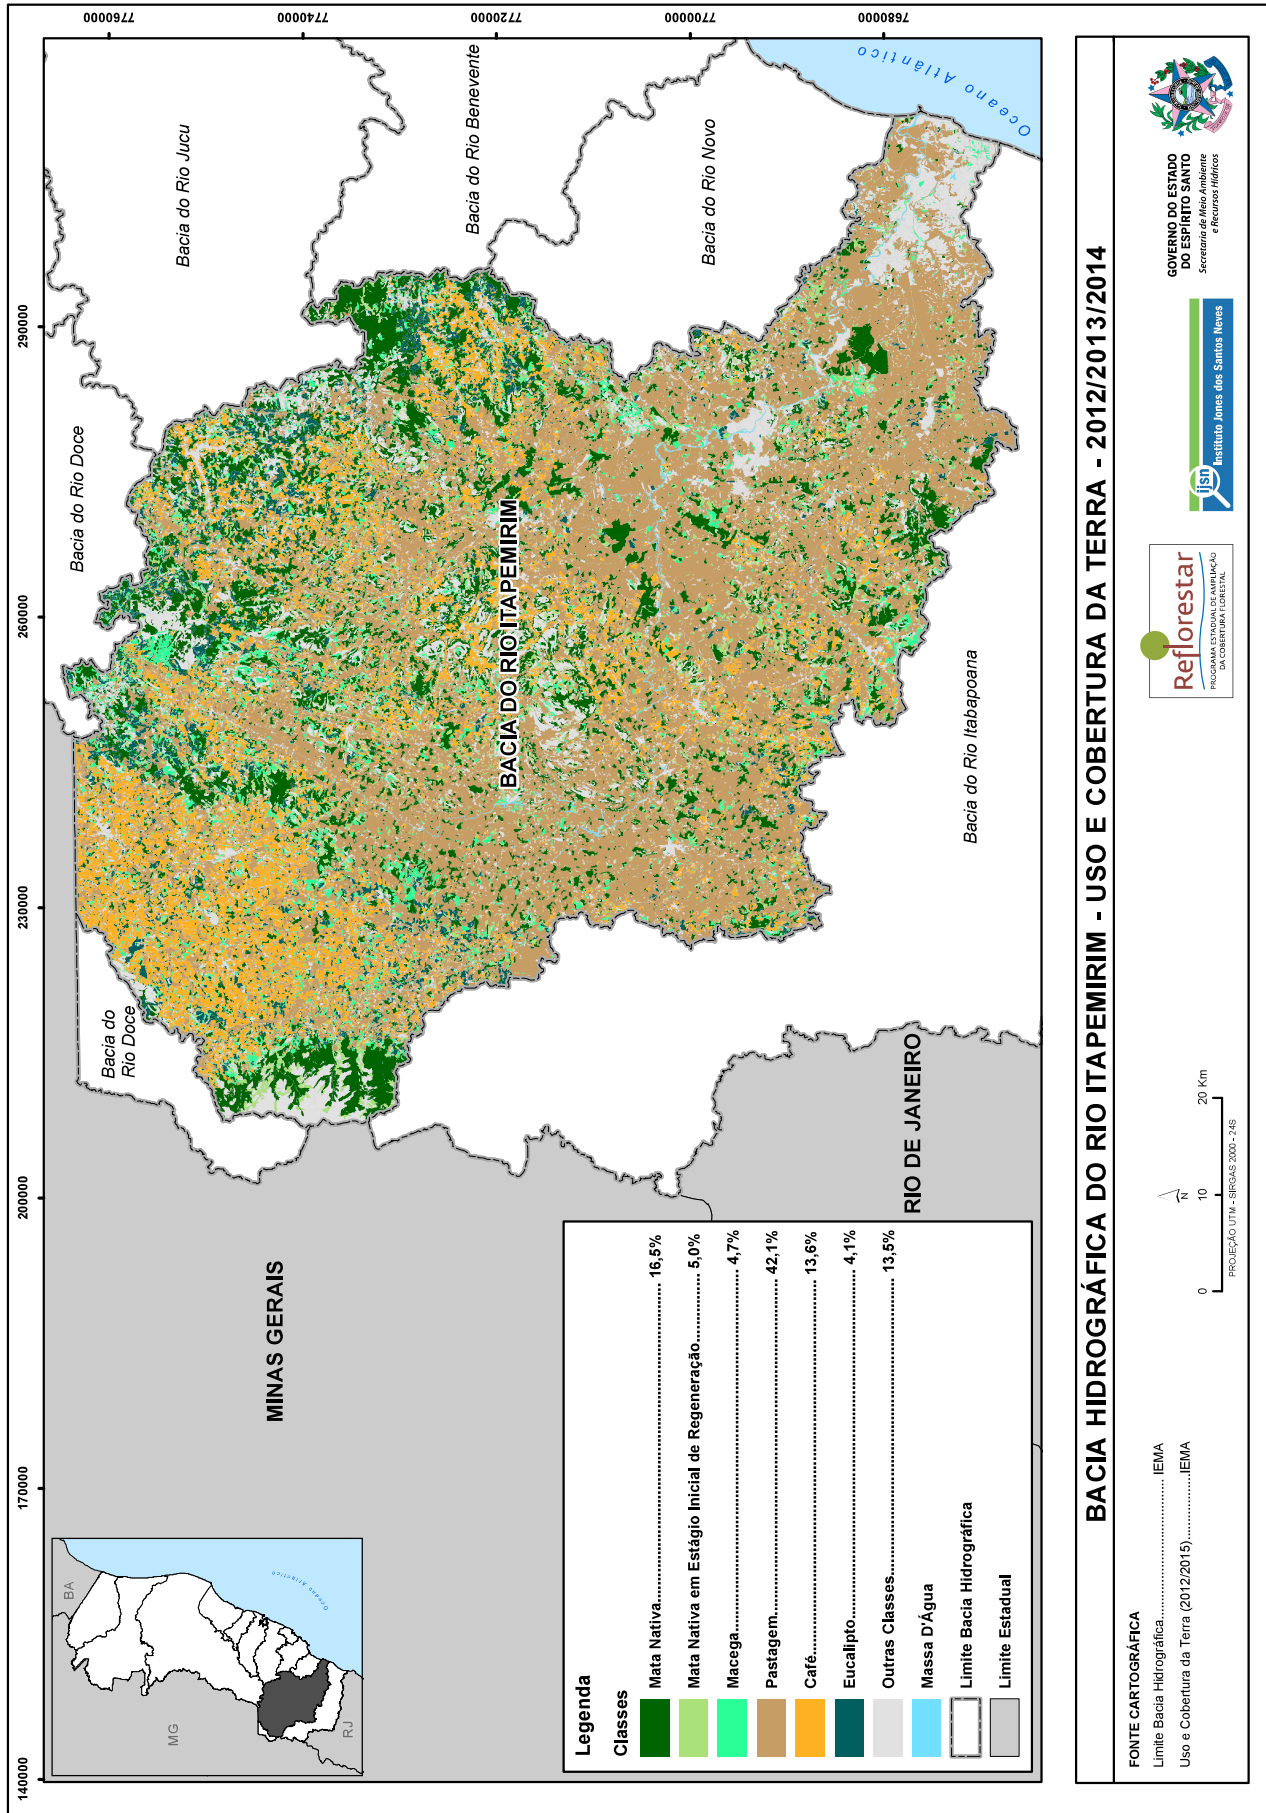 140000
170000
200000
230000
260000
290000
7760000
7740000
7720000
7700000
7680000
BA
MG
RJ
Oceano Atlântico
MINAS GERAIS
RIO DE JANEIRO
Bacia do
Rio Doce
Bacia do Rio Doce
Bacia do Rio Jucu
Bacia do Rio Benevente
Bacia do Rio Novo
Oceano Atlântico
BACIA DO RIO ITAPEMIRIM
Bacia do Rio Itabapoana
Legenda
Classes
Mata Nativa 16,5%
Mata Nativa em Estágio Inicial de Regeneração 5,0%
Macega 4,7%
Pastagem 42,1%
Café 13,6%
Eucalipto 4,1%
Outras Classes 13,5%
Massa D'Água
Limite Bacia Hidrográfica
Limite Estadual
BACIA HIDROGRÁFICA DO RIO ITAPEMIRIM - USO E COBERTURA DA TERRA - 2012/2013/2014
FONTE CARTOGRÁFICA
Limite Bacia Hidrográfica IEMA
Uso e Cobertura da Terra (2012/2015) IEMA
N
0 10 20 Km
PROJEÇÃO UTM - SIRGAS 2000 - 24S
Reflorestar
PROGRAMA ESTADUAL DE AMPLIAÇÃO
DA COBERTURA FLORESTAL
ijsn
Instituto Jones dos Santos Neves
GOVERNO DO ESTADO
DO ESPÍRITO SANTO
Secretaria de Meio Ambiente
e Recursos Hídricos